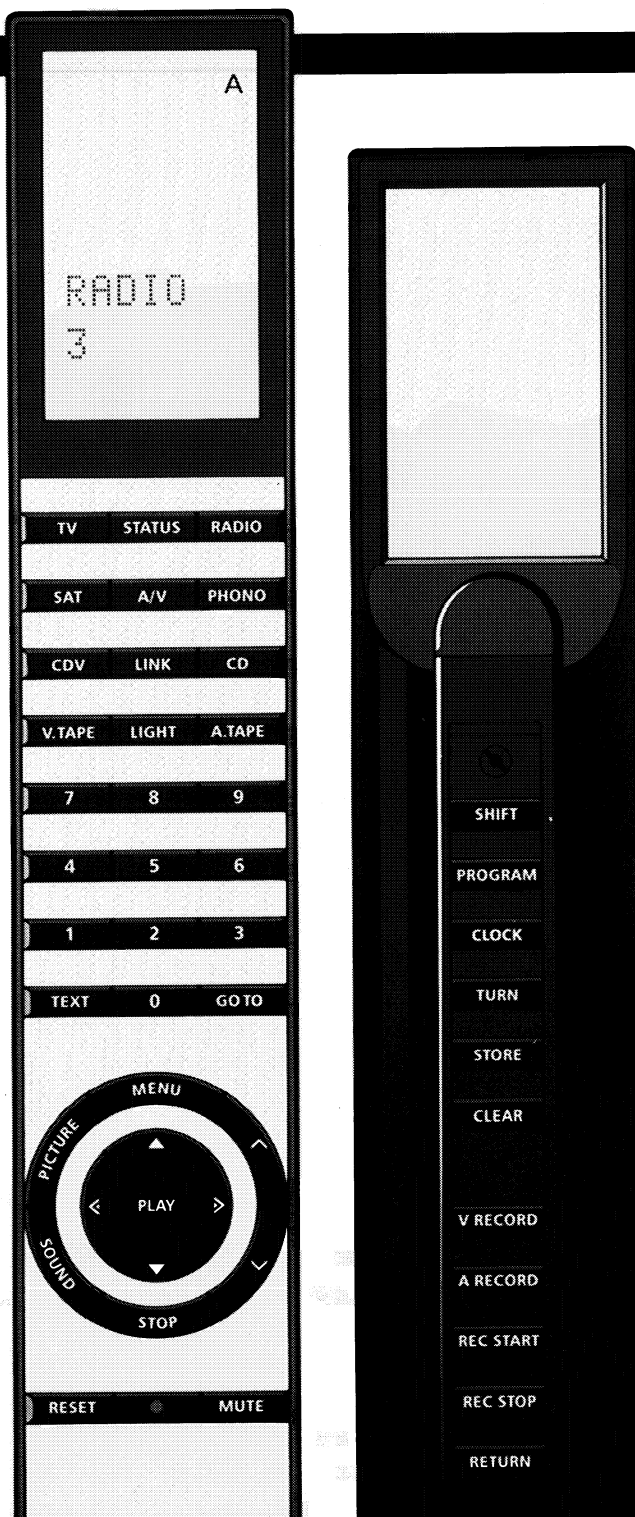 A
RADIO
3
TV STATUS RADIO
SAT A/V PHONO
CDV LINK CD
V.TAPE LIGHT A.TAPE
7 8 9
4 5 6
1 2 3
TEXT 0 GO TO
MENU
PICTURE
PLAY
SOUND
STOP
RESET MUTE
SHIFT
PROGRAM
CLOCK
TURN
STORE
CLEAR
V RECORD
A RECORD
REC START
REC STOP
RETURN